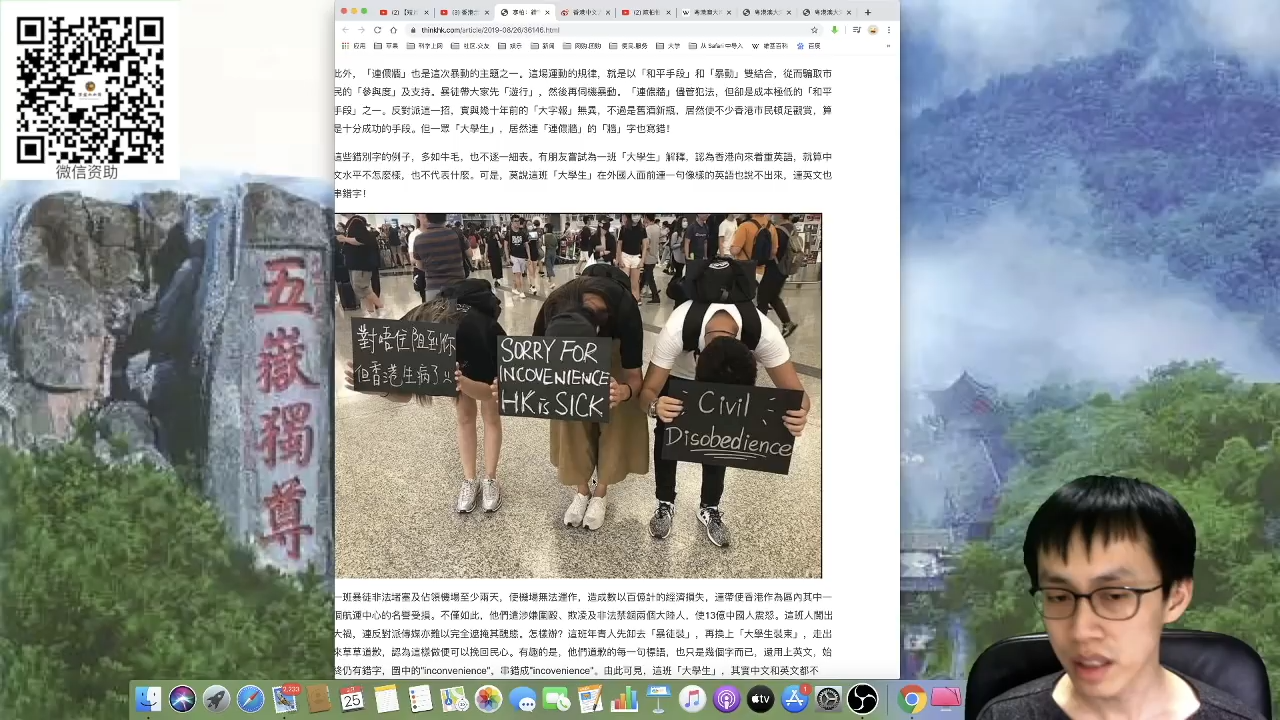 微信资助
五
嶽
獨
尊
thinkhk.com/article/2019-08/26/36146.html
此外，「連儂牆」也是這次暴動的主題之一。這場運動的規律，就是以「和平手段」和「暴動」雙結合，從而騙取市
民的「參與度」及支持。暴徒帶大家先「遊行」，然後再伺機暴動。「連儂牆」儘管犯法，但卻是成本極低的「和平
手段」之一。反對派這一招，實與幾十年前的「大字報」無異，不過是舊酒新瓶、居然使不少香港市民頓足觀賞，算
是十分成功的手段。但一眾「大學生」，居然連「連儂牆」的「牆」字也寫錯！
這些錯別字的例子，多如牛毛，也不勝枚舉，有朋友嘗試為一班「大學生」解釋，認為香港向來看重英語，就算中
文水平不怎麼樣，也不代表什麼。可是，莫說這班「大學生」在外國人面前連一句像樣的英語也說不出來，連英文也
串錯字！
對唔住阻到你
但香港生病了
SORRY FOR
INCOVENIENCE
HK is SICK
Civil
Disobedience
一班暴徒非法堵塞及佔領機場至少兩天，使機場無法運作，造成數以百億計的經濟損失，還帶使香港作為區內其中一
個航運中心的名譽受損。不僅如此，他們還涉嫌圍毆、欺凌及非法禁錮兩個大陸人，使13億中國人震怒。這班人闖出
大禍，連反對派傳媒亦難以完全遮掩其醜態，怎樣辦？這班年青人先卸去「暴徒裝」，再換上「大學生裝束」，走出
來草草道歉，認為這樣做便可以挽回民心。有趣的是，他們道歉的每一句標語，也只是幾個字而已，還用上英文，始
終仍有錯字，圖中的"inconvenience"，串錯成"incovenience"。由此可見，這班「大學生」，其實中文和英文都不